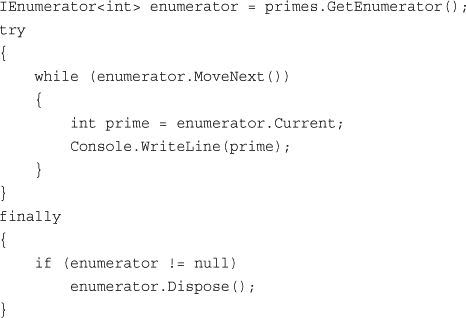 IEnumerator<int> enumerator = primes.GetEnumerator();
try
{
    while (enumerator.MoveNext())
    {
        int prime = enumerator.Current;
        Console.WriteLine(prime);
    }
}
finally
{
    if (enumerator != null)
        enumerator.Dispose();
}